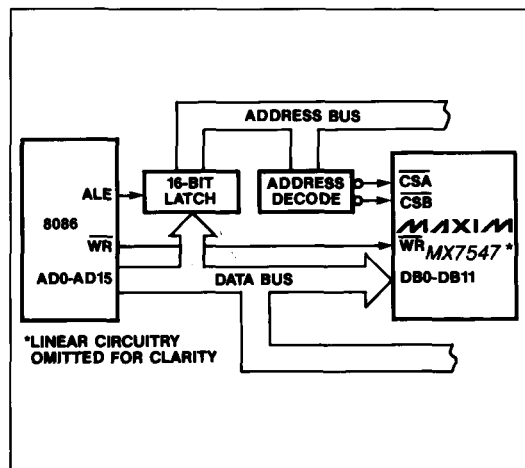 ADDRESS BUS
ALE
16-BIT
LATCH
ADDRESS
DECODE
CSA
CSB
8086
MAXIM
WR
WR
MX7547 *
AD0-AD15
DATA BUS
DB0-DB11
*LINEAR CIRCUITRY
OMITTED FOR CLARITY